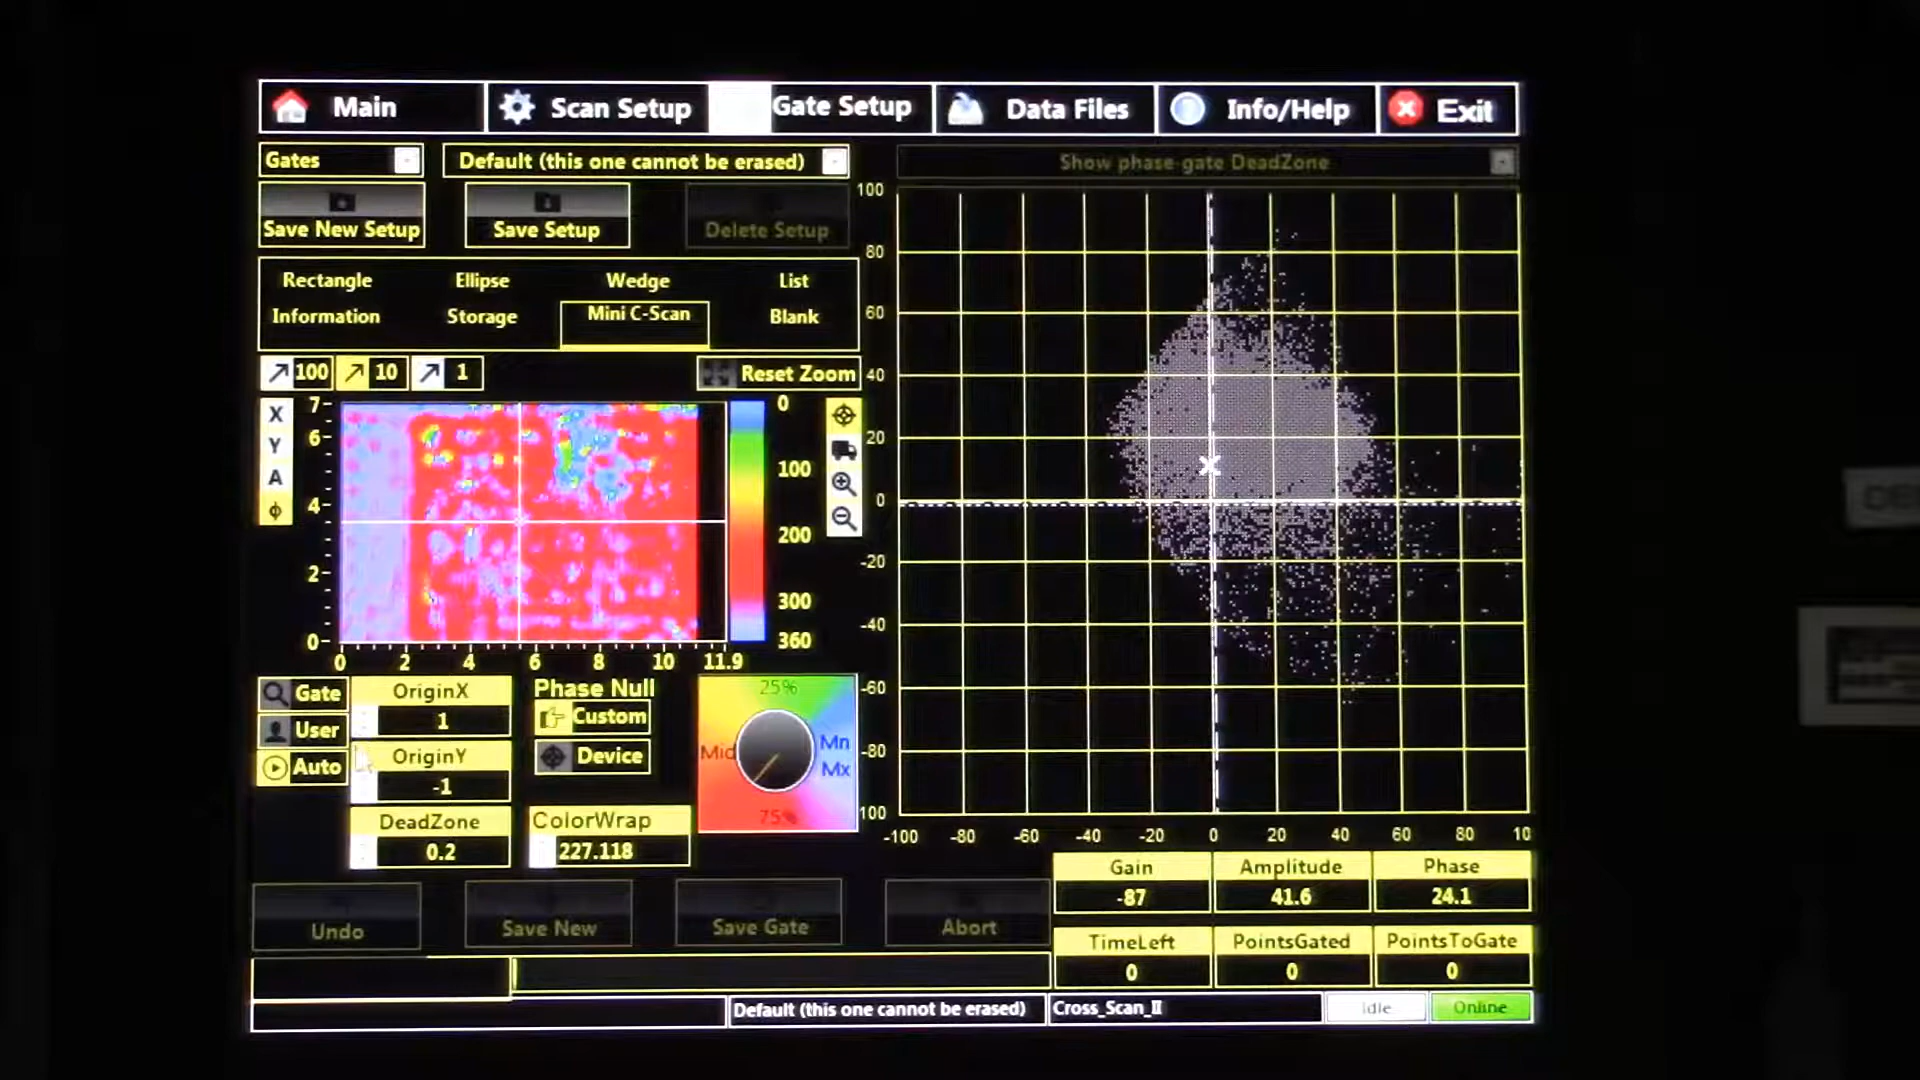 Main
Scan Setup
Gate Setup
Data Files
Info/Help
Exit
Gates
Default (this one cannot be erased)
Show phase gate DeadZone
Save New Setup
Save Setup
Delete Setup
Rectangle
Ellipse
Wedge
List
Information
Storage
Mini C-Scan
Blank
100
10
1
Reset Zoom
X
Y
A
ϕ
7
6
4
2
0
0
2
4
6
8
10
11.9
0
100
200
300
360
100
80
60
40
20
0
-20
-40
-60
-80
100
-100
-80
-60
-40
-20
0
20
40
60
80
10
Gate
User
Auto
OriginX
1
OriginY
-1
DeadZone
0.2
Phase Null
Custom
Device
ColorWrap
227.118
25%
Mid
Mn
Mx
75%
Gain
-87
Amplitude
41.6
Phase
24.1
Undo
Save New
Save Gate
Abort
TimeLeft
0
PointsGated
0
PointsToGate
0
Default (this one cannot be erased)
Cross_Scan_II
Idle
Online